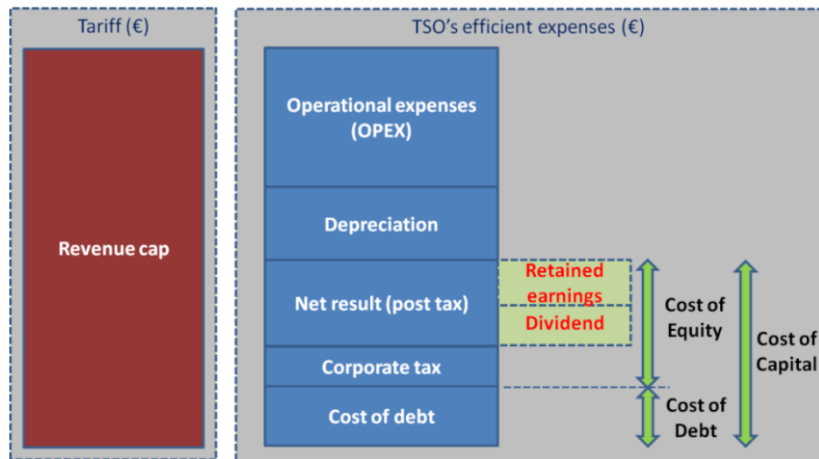 Tariff (€)
TSO's efficient expenses (€)
Revenue cap
Operational expenses
(OPEX)
Depreciation
Net result (post tax)
Corporate tax
Cost of debt
Retained
earnings
Dividend
Cost of
Equity
Cost of
Debt
Cost of
Capital